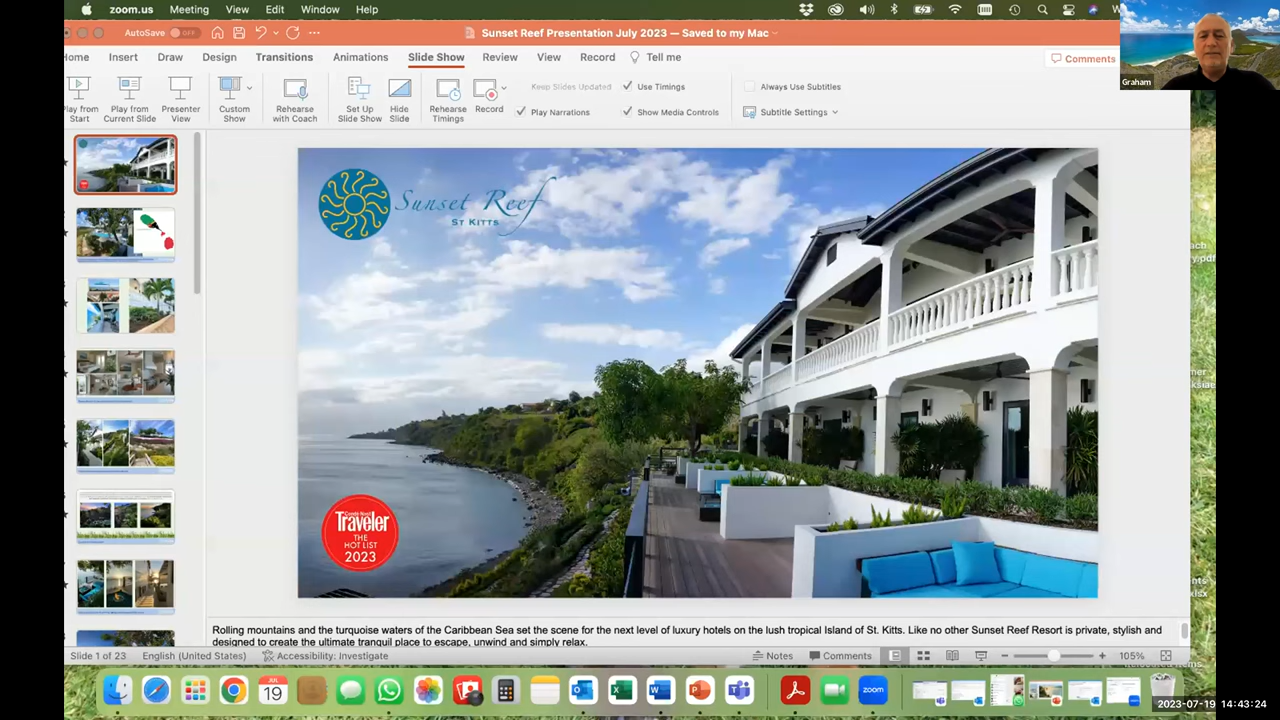 zoom.us Meeting View Edit Window Help
AutoSave OFF
Sunset Reef Presentation July 2023 — Saved to my Mac
Home Insert Draw Design Transitions Animations Slide Show Review View Record Tell me
Comments
Graham
Play from Start
Play from Current Slide
Presenter View
Custom Show
Rehearse with Coach
Set Up Slide Show
Hide Slide
Rehearse Timings
Record
Keep Slides Updated
Use Timings
Play Narrations
Show Media Controls
Always Use Subtitles
Subtitle Settings
Sunset Reef
ST KITTS
Condé Nast
Traveler
THE
HOT LIST
2023
Rolling mountains and the turquoise waters of the Caribbean Sea set the scene for the next level of luxury hotels on the lush tropical Island of St. Kitts. Like no other Sunset Reef Resort is private, stylish and
designed to create the ultimate tranquil place to escape, unwind and simply relax.
Slide 1 of 23 English (United States) Accessibility: Investigate Notes Comments 105%
JUL
19
zoom
2023-07-19 14:43:24